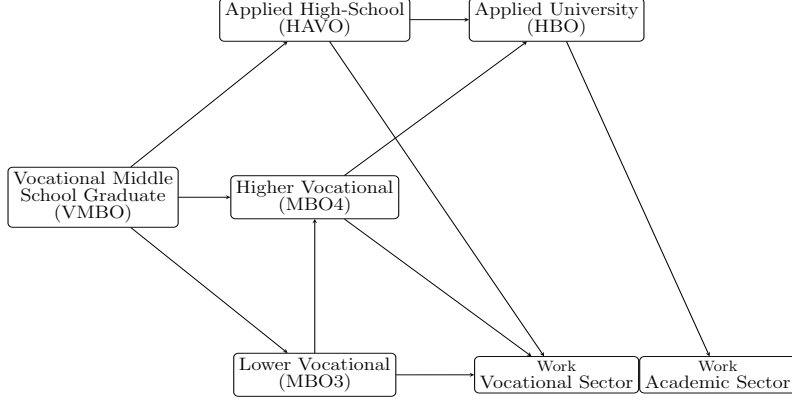 Applied High-School
(HAVO)
Applied University
(HBO)
Vocational Middle
School Graduate
(VMBO)
Higher Vocational
(MBO4)
Lower Vocational
(MBO3)
Work
Vocational Sector
Work
Academic Sector